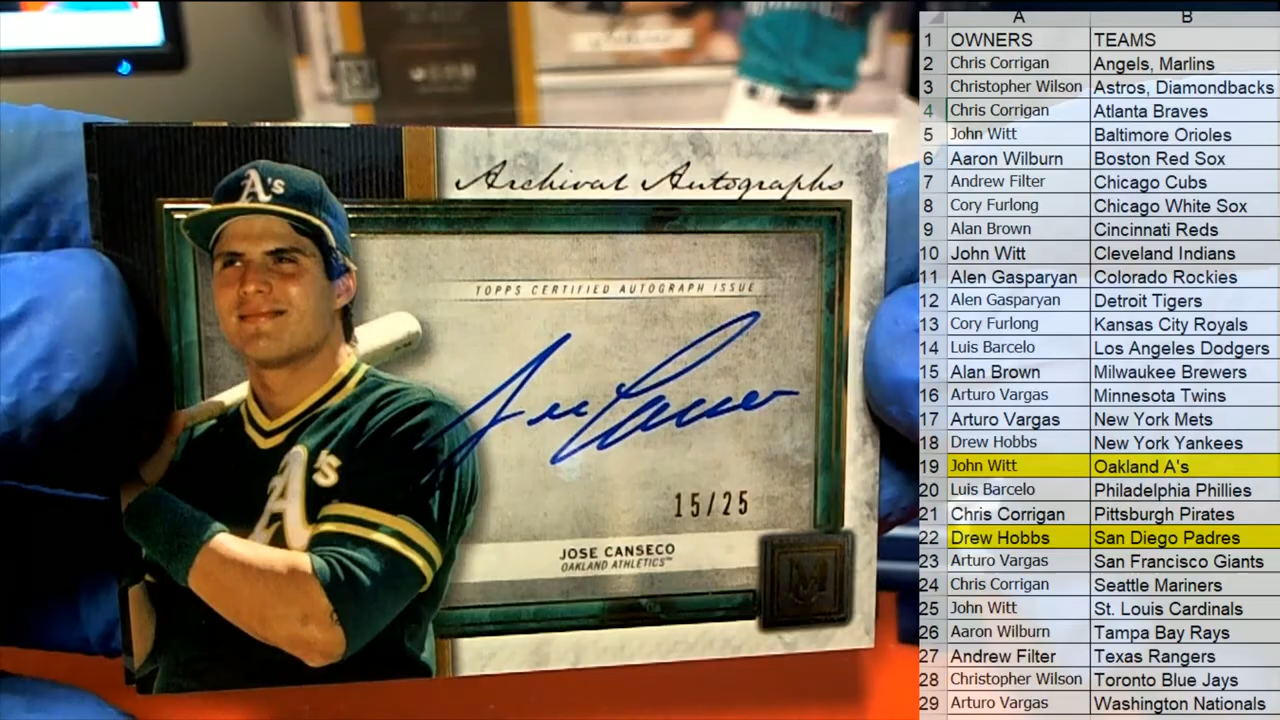 A's
Archival Autographs
TOPPS CERTIFIED AUTOGRAPH ISSUE
Jose Canseco
A's
15/25
JOSE CANSECO
OAKLAND ATHLETICS™
M
A B
1 OWNERS TEAMS
2 Chris Corrigan Angels, Marlins
3 Christopher Wilson Astros, Diamondbacks
4 Chris Corrigan Atlanta Braves
5 John Witt Baltimore Orioles
6 Aaron Wilburn Boston Red Sox
7 Andrew Filter Chicago Cubs
8 Cory Furlong Chicago White Sox
9 Alan Brown Cincinnati Reds
10 John Witt Cleveland Indians
11 Alen Gasparyan Colorado Rockies
12 Alen Gasparyan Detroit Tigers
13 Cory Furlong Kansas City Royals
14 Luis Barcelo Los Angeles Dodgers
15 Alan Brown Milwaukee Brewers
16 Arturo Vargas Minnesota Twins
17 Arturo Vargas New York Mets
18 Drew Hobbs New York Yankees
19 John Witt Oakland A's
20 Luis Barcelo Philadelphia Phillies
21 Chris Corrigan Pittsburgh Pirates
22 Drew Hobbs San Diego Padres
23 Arturo Vargas San Francisco Giants
24 Chris Corrigan Seattle Mariners
25 John Witt St. Louis Cardinals
26 Aaron Wilburn Tampa Bay Rays
27 Andrew Filter Texas Rangers
28 Christopher Wilson Toronto Blue Jays
29 Arturo Vargas Washington Nationals